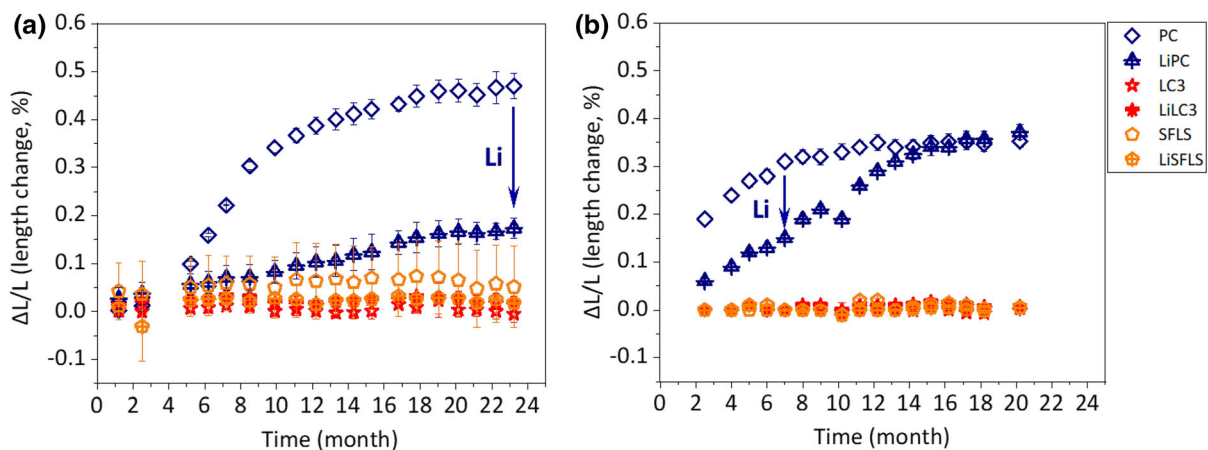 (a)
ΔL/L (length change, %)
0.6
0.5
0.4
0.3
0.2
0.1
0.0
-0.1
Li
0 2 4 6 8 10 12 14 16 18 20 22 24
Time (month)
(b)
ΔL/L (length change, %)
0.6
0.5
0.4
0.3
0.2
0.1
0.0
-0.1
Li
0 2 4 6 8 10 12 14 16 18 20 22 24
Time (month)
PC
LiPC
LC3
LiLC3
SFLS
LiSFLS